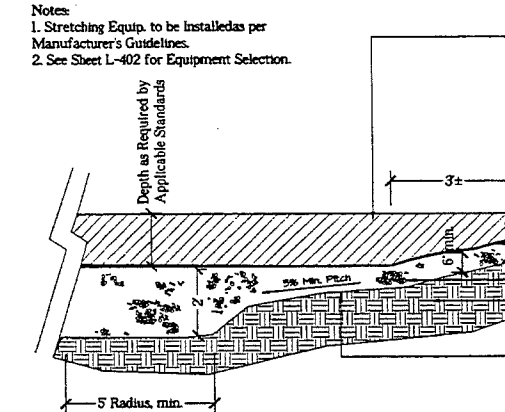 Notes:
1. Stretching Equip. to be Installedas per
Manufacturer's Guidelines.
2. See Sheet L-402 for Equipment Selection.
Depth as Required by
Applicable Standards
3'±
6" min.
5% Min. Pitch
2'
5' Radius, min.